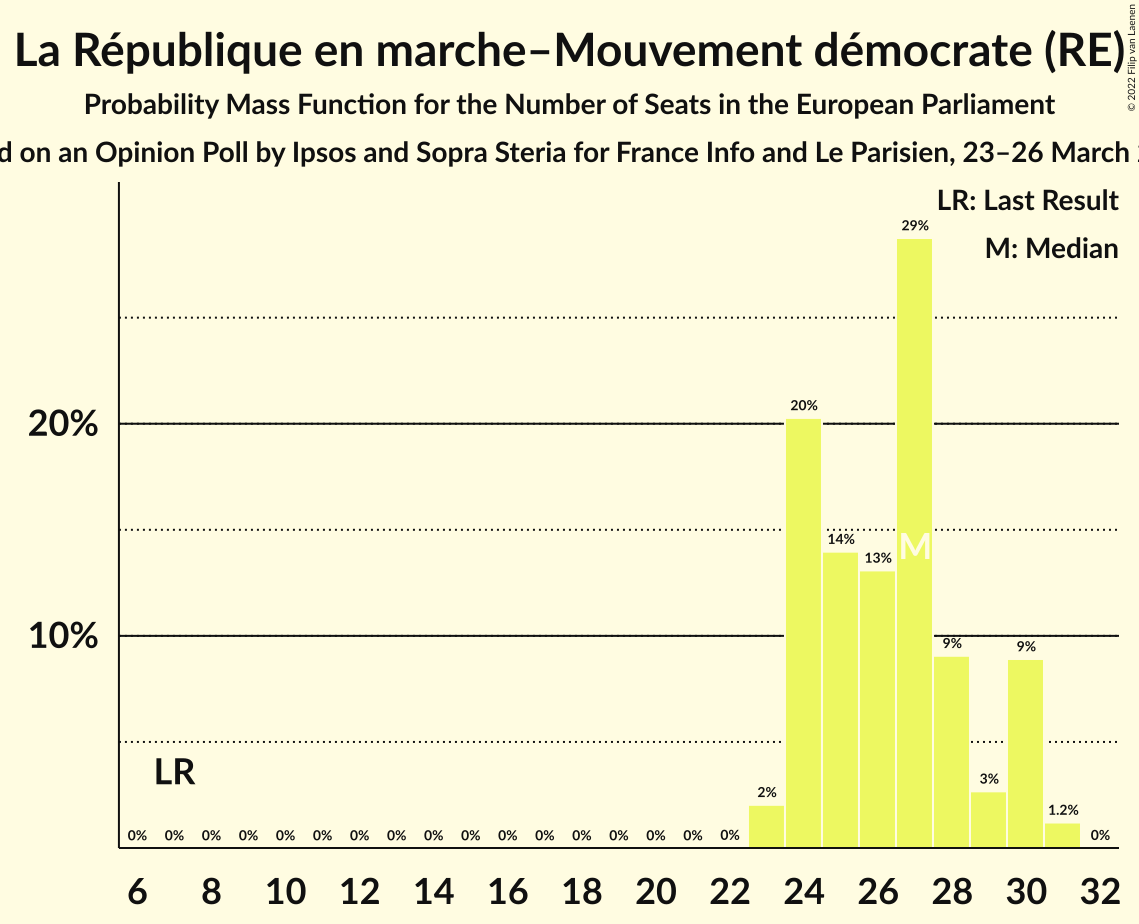 La République en marche–Mouvement démocrate (RE)
© 2022 Filip van Laenen
Probability Mass Function for the Number of Seats in the European Parliament
d on an Opinion Poll by Ipsos and Sopra Steria for France Info and Le Parisien, 23–26 March
LR: Last Result
M: Median
29%
20%
20%
14%
13%
M
10%
9%
9%
LR
3%
2%
1.2%
0% 0% 0% 0% 0% 0% 0% 0% 0% 0% 0% 0% 0% 0% 0% 0% 0% 0%
6 8 10 12 14 16 18 20 22 24 26 28 30 32